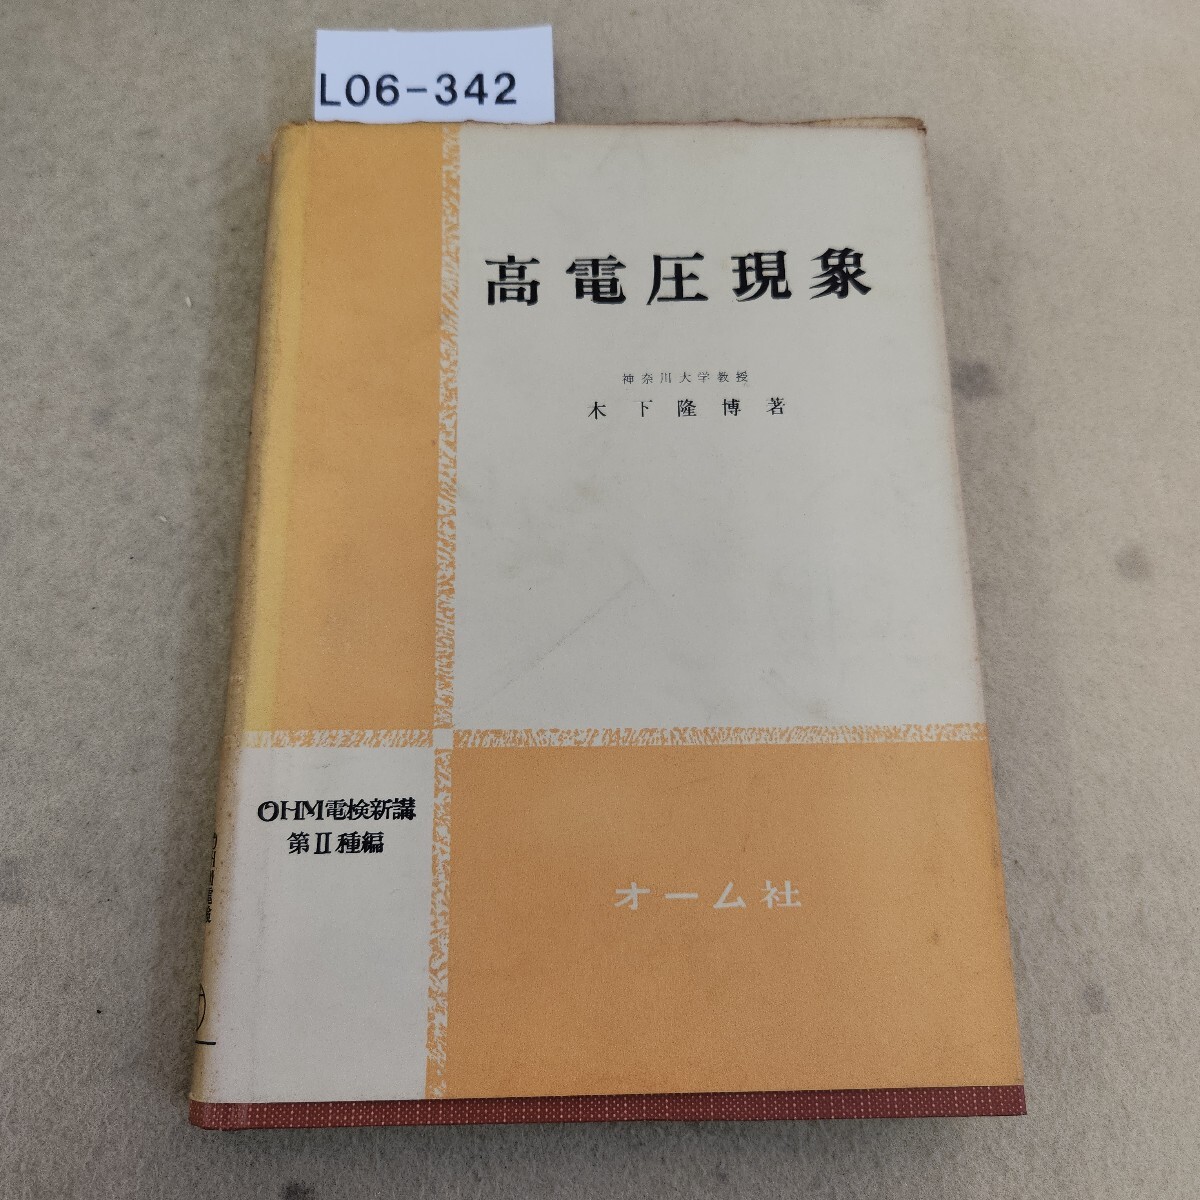 L06-342
高電圧現象
神奈川大学教授
木下隆博著
OHM電検新講
第II種編
オーム社